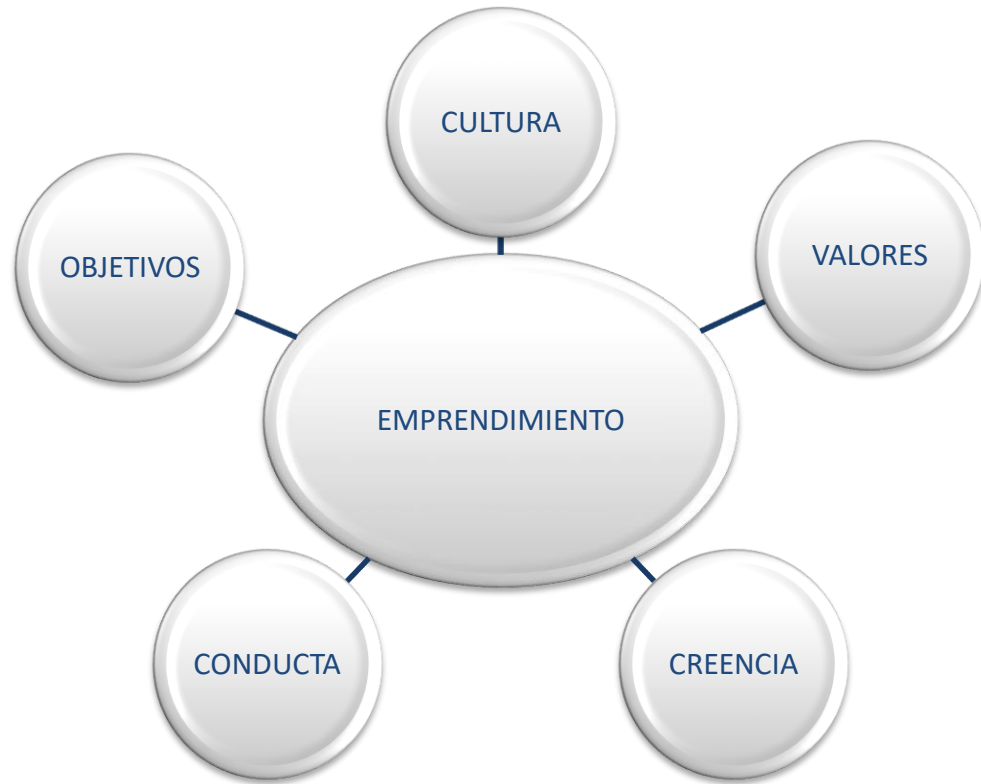 CULTURA
OBJETIVOS
VALORES
EMPRENDIMIENTO
CONDUCTA
CREENCIA